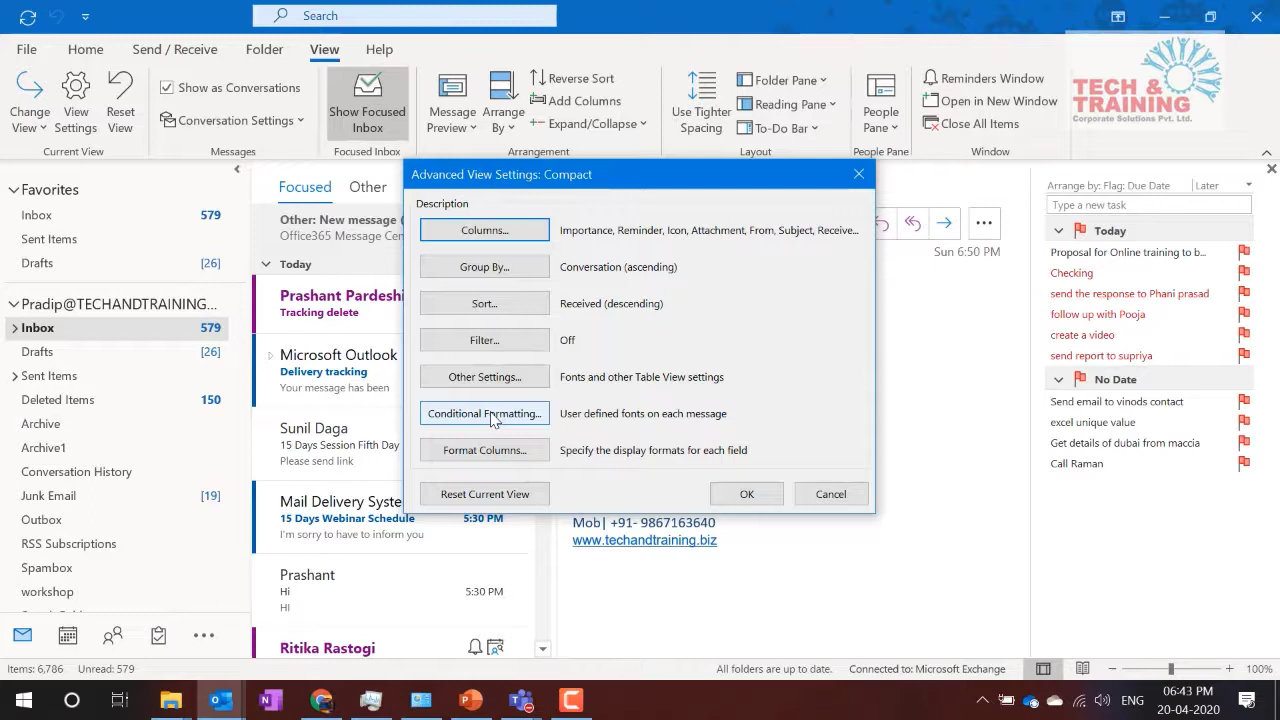 Search
File Home Send / Receive Folder View Help
Change View
View Settings
Reset View
Current View
Show as Conversations
Conversation Settings
Messages
Show Focused Inbox
Focused Inbox
Message Preview
Arrange By
Reverse Sort
Add Columns
Expand/Collapse
Arrangement
Use Tighter Spacing
Folder Pane
Reading Pane
To-Do Bar
Layout
People Pane
People Pane
Reminders Window
Open in New Window
Close All Items
Window
TECH &
TRAINING
Corporate Solutions Pvt. Ltd.
Favorites
Inbox 579
Sent Items
Drafts [26]
Pradip@TECHANDTRAINING...
Inbox 579
Drafts [26]
Sent Items
Deleted Items 150
Archive
Archive1
Conversation History
Junk Email [19]
Outbox
RSS Subscriptions
Spambox
workshop
Focused Other
Other: New message (
Office365 Message Cen
Today
Prashant Pardeshi
Tracking delete
Microsoft Outlook
Delivery tracking
Your message has been
Sunil Daga
15 Days Session Fifth Day
Please send link
Mail Delivery Syste
15 Days Webinar Schedule 5:30 PM
I'm sorry to have to inform you
Prashant
Hi 5:30 PM
HI
Ritika Rastogi
Advanced View Settings: Compact
Description
Columns... Importance, Reminder, Icon, Attachment, From, Subject, Receive...
Group By... Conversation (ascending)
Sort... Received (descending)
Filter... Off
Other Settings... Fonts and other Table View settings
Conditional Formatting... User defined fonts on each message
Format Columns... Specify the display formats for each field
Reset Current View OK Cancel
Sun 6:50 PM
Mob| +91- 9867163640
www.techandtraining.biz
Arrange by: Flag: Due Date Later
Type a new task
Today
Proposal for Online training to b...
Checking
send the response to Phani prasad
follow up with Pooja
create a video
send report to supriya
No Date
Send email to vinods contact
excel unique value
Get details of dubai from maccia
Call Raman
Items: 6,786 Unread: 579 All folders are up to date. Connected to: Microsoft Exchange 100%
ENG
06:43 PM
20-04-2020